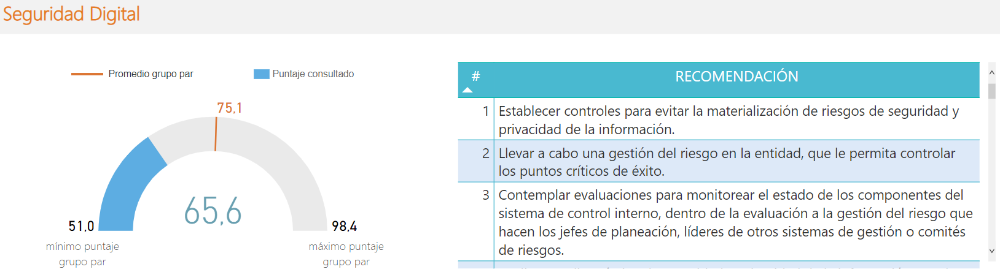 Seguridad Digital
Promedio grupo par
Puntaje consultado
75,1
65,6
51,0
98,4
mínimo puntaje
grupo par
máximo puntaje
grupo par
# RECOMENDACIÓN
1 Establecer controles para evitar la materialización de riesgos de seguridad y
privacidad de la información.
2 Llevar a cabo una gestión del riesgo en la entidad, que le permita controlar
los puntos críticos de éxito.
3 Contemplar evaluaciones para monitorear el estado de los componentes del
sistema de control interno, dentro de la evaluación a la gestión del riesgo que
hacen los jefes de planeación, líderes de otros sistemas de gestión o comités
de riesgos.